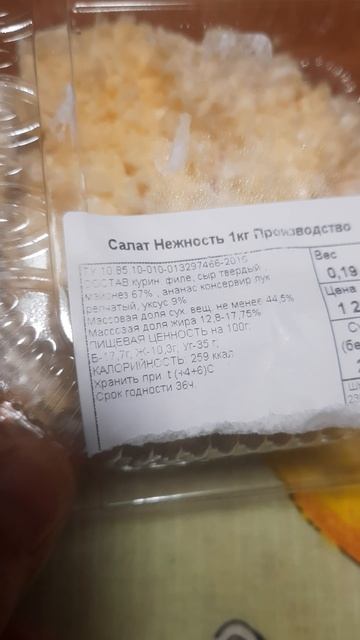 Салат Нежность 1кг Производство
ТУ 10.85.10-010-013297466-2016
СОСТАВ курин. филе, сыр твердый,
майонез 67% , ананас консервир лук
репчатый, уксус 9%
Массовая доля сух. вещ. не менее 44,5%
Массовая доля жира 12,8-17,75%
ПИЩЕВАЯ ЦЕННОСТЬ на 100г.
Б-17,7г, Ж-10,3г, Уг-35 г,
КАЛОРИЙНОСТЬ 259 ккал
Хранить при t (+4+6)С
Срок годности 36ч.
Вес
0,19
Цена
1 2
С
(бе